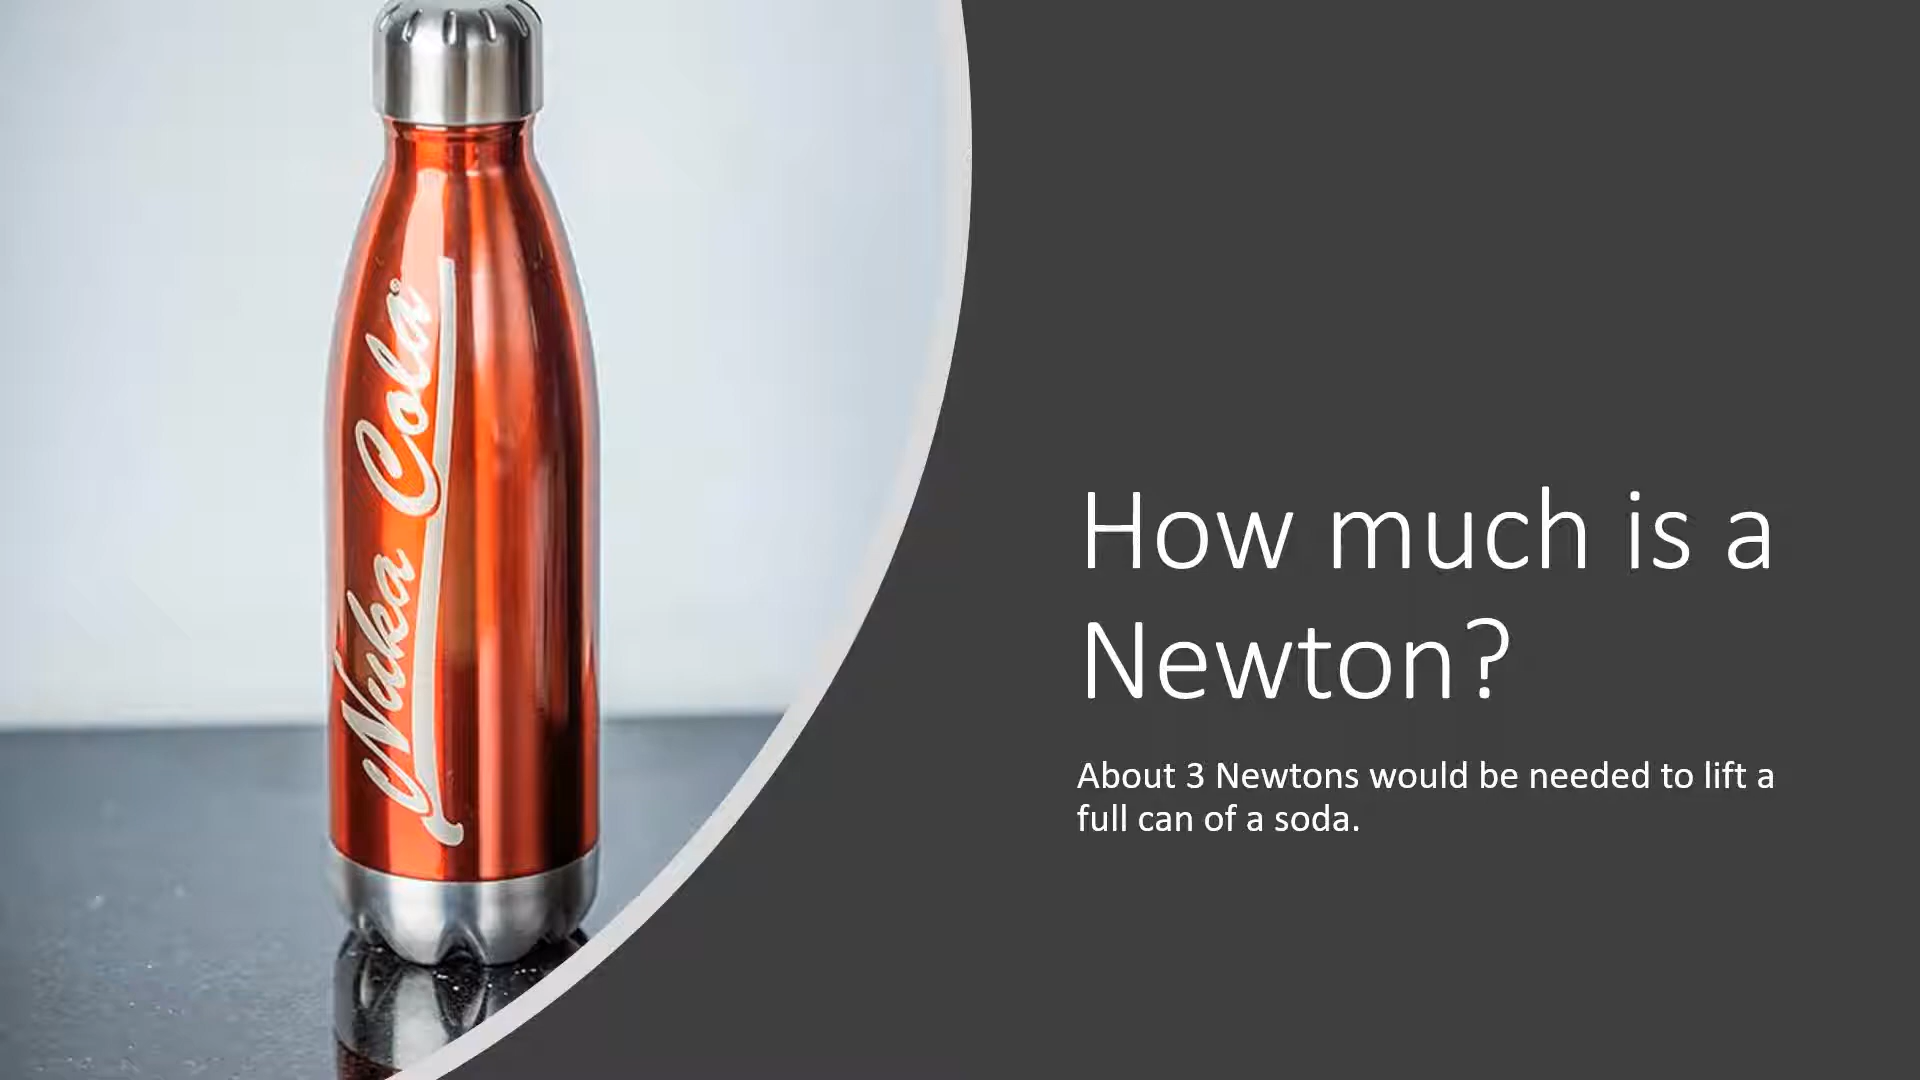 Nuka Cola
How much is a
Newton?
About 3 Newtons would be needed to lift a
full can of a soda.